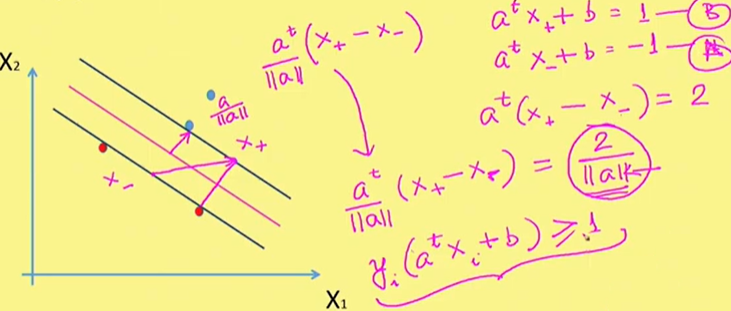 aᵗx₊ + b = 1 — Ⓑ
aᵗx₋ + b = -1 — Ⓐ
aᵗ(x₊ - x₋) = 2
aᵗ/||a|| (x₊ - x₋)
aᵗ/||a|| (x₊ - x₋) = 2/||a||
yᵢ(aᵗxᵢ + b) ≥ 1
X₂
a/||a||
x₊
x₋
X₁